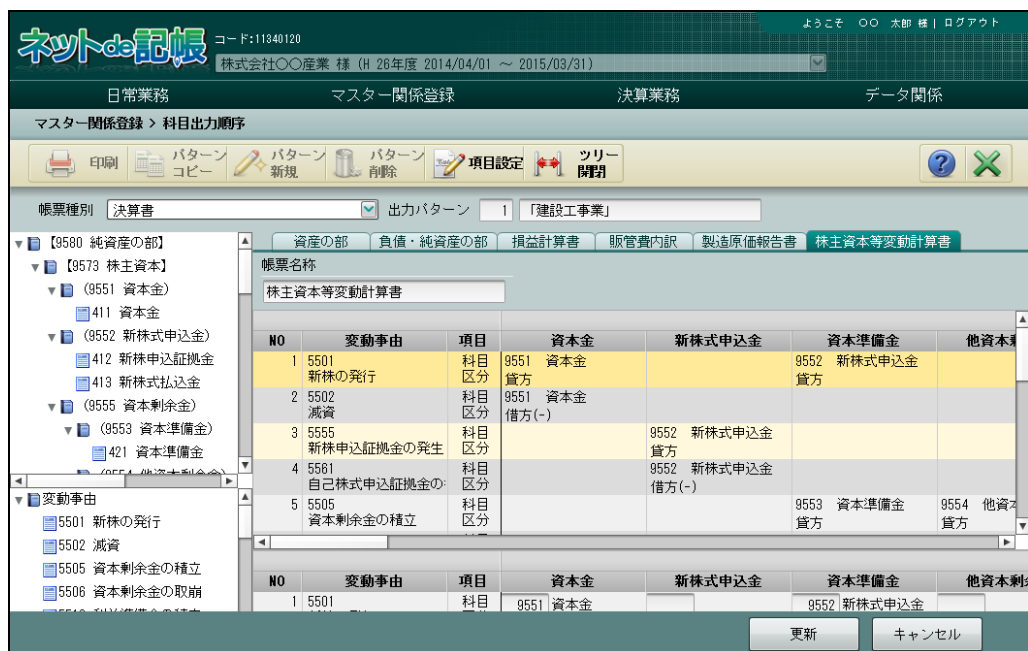 ようこそ ○○ 太郎 様 | ログアウト
ネットde記帳 コード:11340120
株式会社○○産業 様 (H 26年度 2014/04/01 ～ 2015/03/31)
日常業務 マスター関係登録 決算業務 データ関係
マスター関係登録 > 科目出力順序
印刷 パターンコピー パターン新規 パターン削除 項目設定 ツリー開閉
帳票種別 決算書 出力パターン 1 「建設工事業」
【9580 純資産の部】
【9573 株主資本】
(9551 資本金)
411 資本金
(9552 新株式申込金)
412 新株申込証拠金
413 新株式払込金
(9555 資本剰余金)
(9553 資本準備金)
421 資本準備金
変動事由
5501 新株の発行
5502 減資
5505 資本剰余金の積立
5506 資本準備金の取崩
資産の部 負債・純資産の部 損益計算書 販管費内訳 製造原価報告書 株主資本等変動計算書
帳票名称
株主資本等変動計算書
NO 変動事由 項目 資本金 新株式申込金 資本準備金 他資本剰
1 5501 科目 9551 資本金 9552 新株式申込金
新株の発行 区分 貸方 貸方
2 5502 科目 9551 資本金
減資 区分 借方(-)
3 5555 科目 9552 新株式申込金
新株申込証拠金の発生 区分 貸方
4 5561 科目 9552 新株式申込金
自己株式申込証拠金の 区分 借方(-)
5 5505 科目 9553 資本準備金 9554 他資本
資本剰余金の積立 区分 貸方 貸方
NO 変動事由 項目 資本金 新株式申込金 資本準備金 他資本剰
1 5501 科目 9551 資本金 9552 新株式申込金
更新 キャンセル